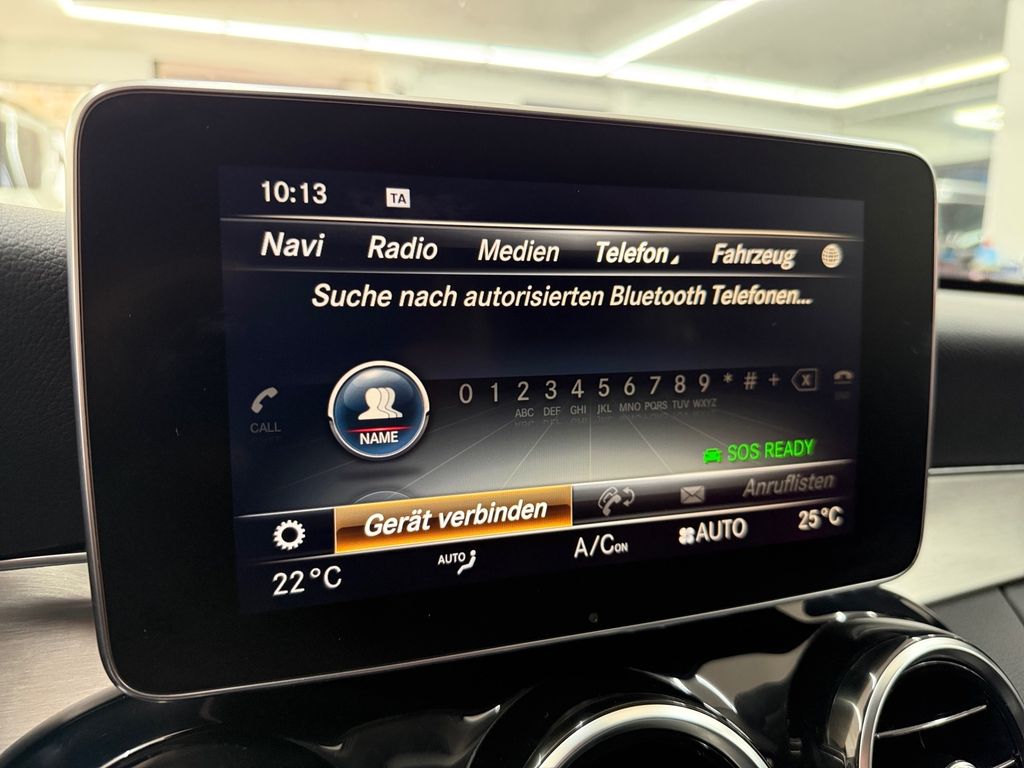 10:13 TA
Navi Radio Medien Telefon Fahrzeug
Suche nach autorisierten Bluetooth Telefonen...
0 1 2 3 4 5 6 7 8 9 * # +
ABC DEF GHI JKL MNO PQRS TUV WXYZ
CALL
NAME
END
SOS READY
Gerät verbinden Anruflisten
22°C AUTO A/C ON AUTO 25°C